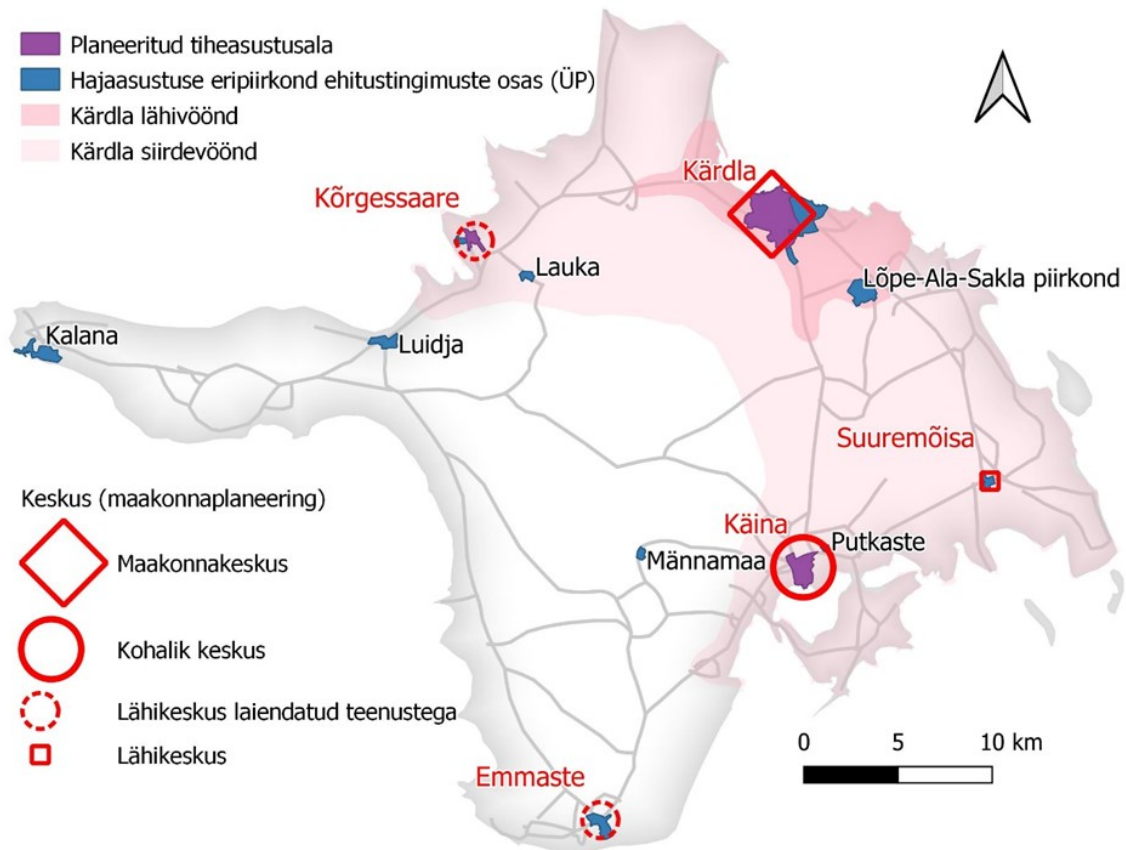 Planeeritud tiheasustusala
Hajaasustuse eripiirkond ehitustingimuste osas (ÜP)
Kärdla lähivöönd
Kärdla siirdevöönd
Kärdla
Kõrgessaare
Lauka
Lõpe-Ala-Sakla piirkond
Kalana
Luidja
Suuremõisa
Keskus (maakonnaplaneering)
Käina
Putkaste
Männamaa
Maakonnakeskus
Kohalik keskus
Lähikeskus laiendatud teenustega
Lähikeskus
0 5 10 km
Emmaste